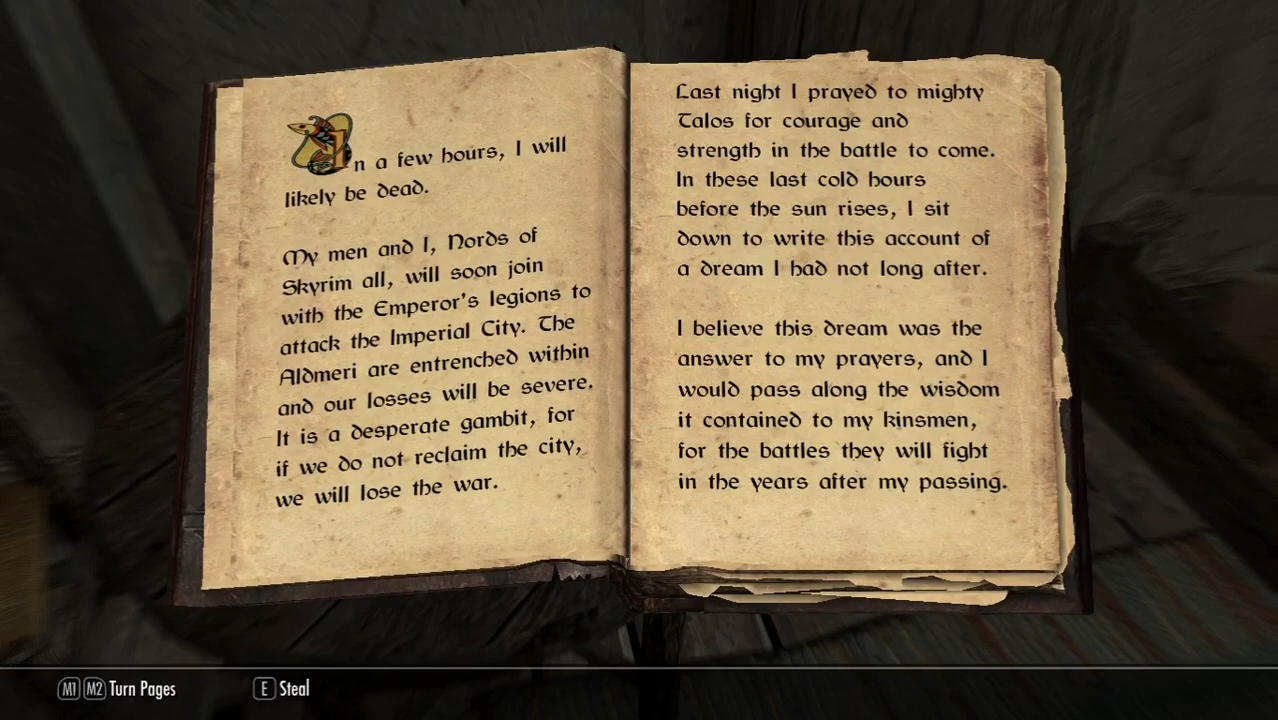 In a few hours, I will
likely be dead.
My men and I, Nords of
Skyrim all, will soon join
with the Emperor's legions to
attack the Imperial City. The
Aldmeri are entrenched within
and our losses will be severe.
It is a desperate gambit, for
if we do not reclaim the city,
we will lose the war.
Last night I prayed to mighty
Talos for courage and
strength in the battle to come.
In these last cold hours
before the sun rises, I sit
down to write this account of
a dream I had not long after.
I believe this dream was the
answer to my prayers, and I
would pass along the wisdom
it contained to my kinsmen,
for the battles they will fight
in the years after my passing.
M1 M2 Turn Pages
E Steal